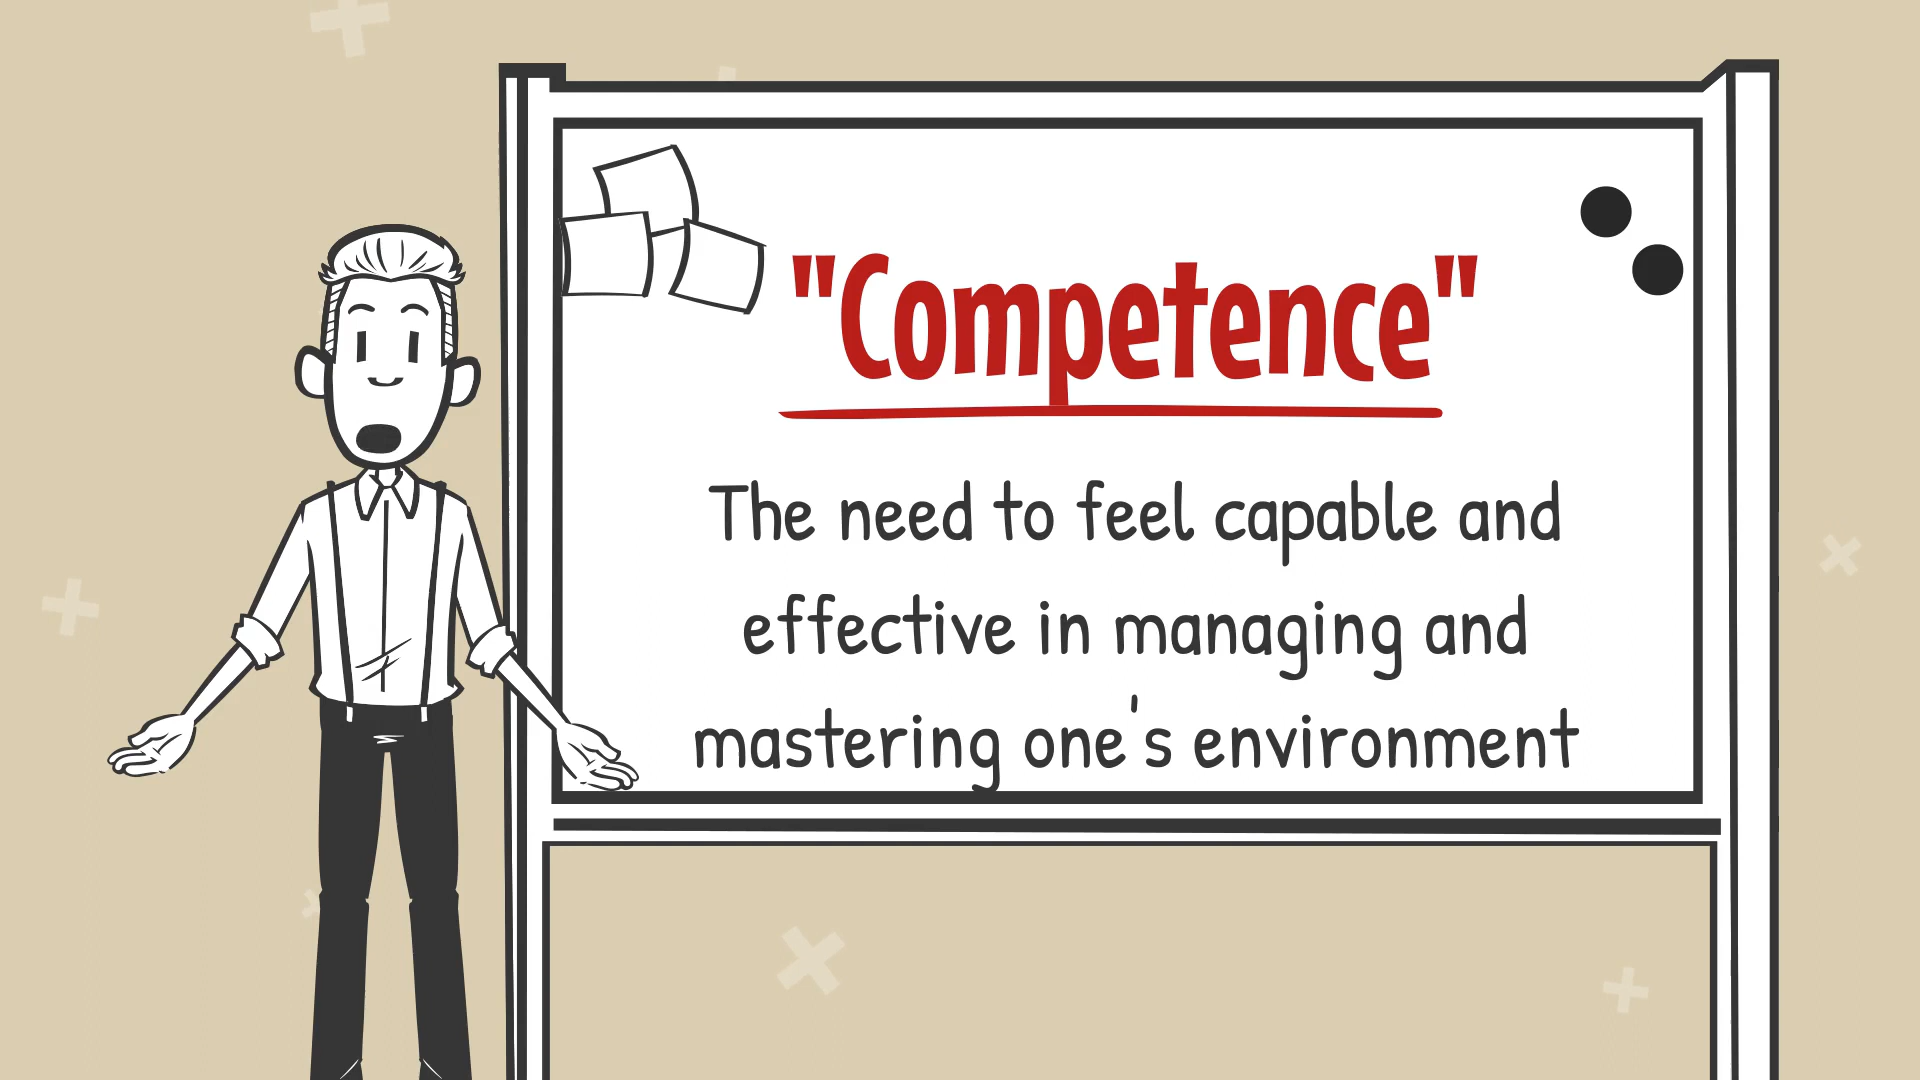 "Competence"
The need to feel capable and
effective in managing and
mastering one's environment